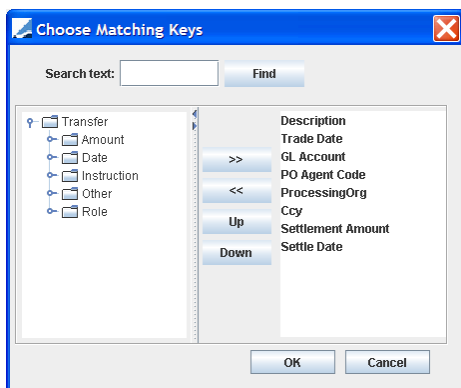 Choose Matching Keys
Search text:
Find
Transfer
Amount
Date
Instruction
Other
Role
>>
<<
Up
Down
Description
Trade Date
GL Account
PO Agent Code
ProcessingOrg
Ccy
Settlement Amount
Settle Date
OK
Cancel